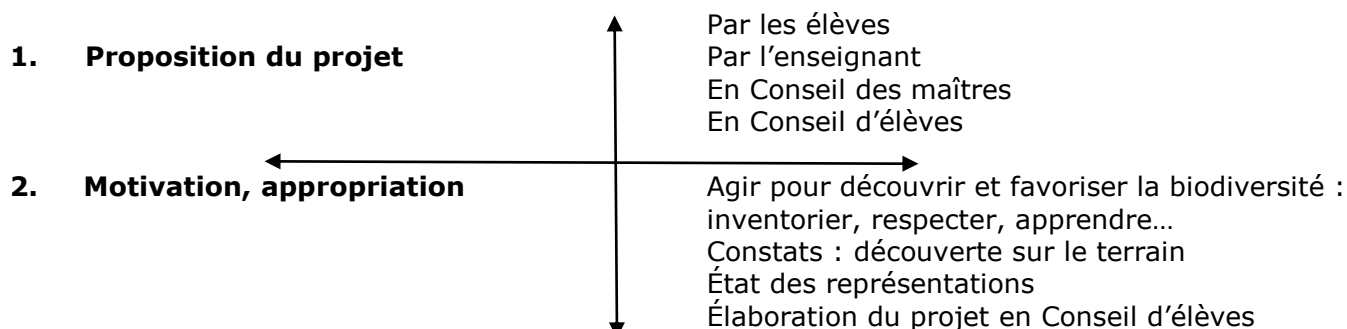 Par les élèves
1. Proposition du projet Par l’enseignant
En Conseil des maîtres
En Conseil d’élèves
2. Motivation, appropriation Agir pour découvrir et favoriser la biodiversité :
inventorier, respecter, apprendre…
Constats : découverte sur le terrain
État des représentations
Élaboration du projet en Conseil d’élèves